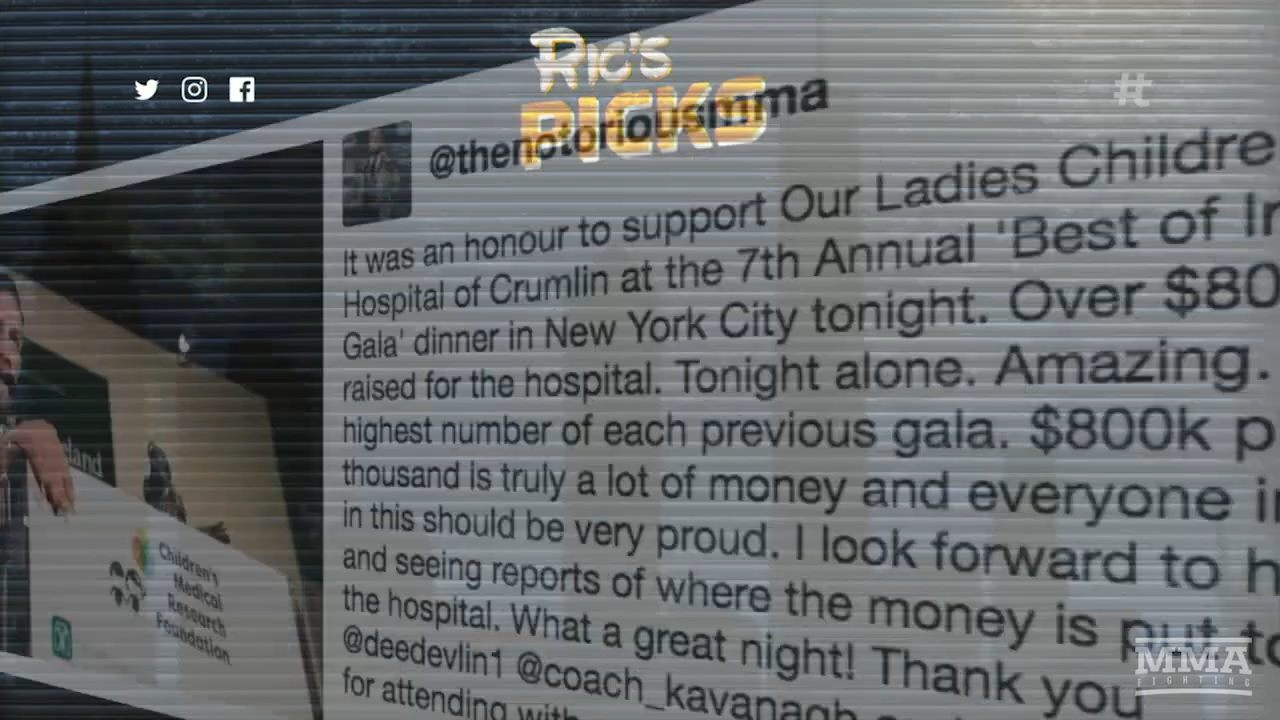 RIC'S
PICKS
#
@thenotoriousmma
It was an honour to support Our Ladies Childre
Hospital of Crumlin at the 7th Annual 'Best of Ir
Gala' dinner in New York City tonight. Over $80
raised for the hospital. Tonight alone. Amazing.
highest number of each previous gala. $800k p
thousand is truly a lot of money and everyone i
in this should be very proud. I look forward to h
and seeing reports of where the money is put to
the hospital. What a great night! Thank you
@deedevlin1 @coach_kavanagh
for attending with
land
Children's
Medical
Research
Foundation
MMA
FIGHTING